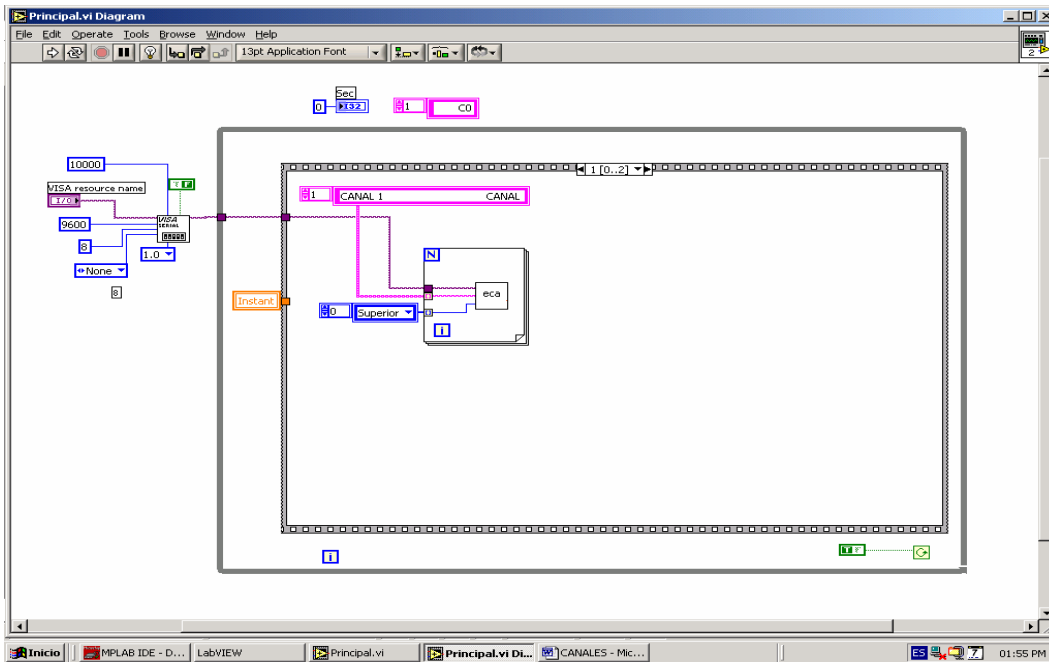 Principal.vi Diagram
File Edit Operate Tools Browse Window Help
13pt Application Font
2
Sec
0 I32 1 C0
1 [0..2]
10000
VISA resource name
I/O
T F
VISA
SERIAL
9600
8
1.0
None
8
1 CANAL 1 CANAL
N
eca
Instant
0 Superior
i
i
T F
Inicio MPLAB IDE - D... LabVIEW Principal.vi Principal.vi Di... CANALES - Mic... ES 7 01:55 PM